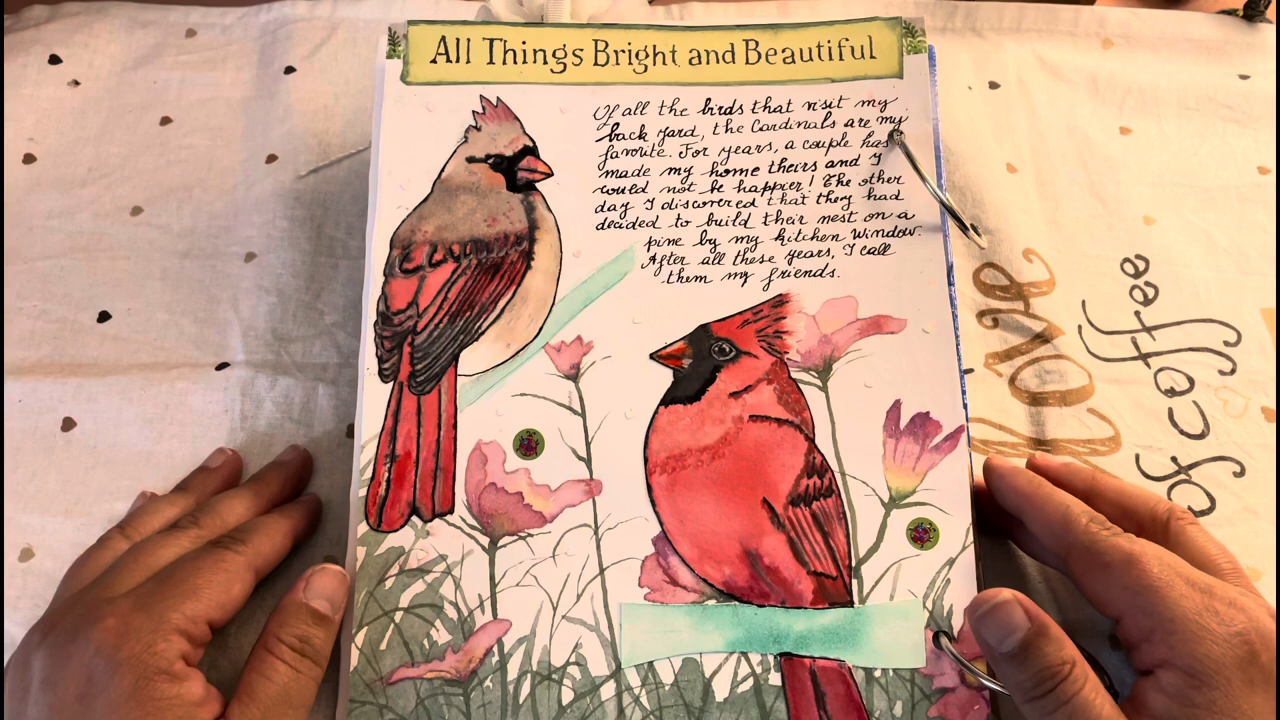 All Things Bright and Beautiful
Of all the birds that visit my
back yard, the Cardinals are my
favorite. For years, a couple has
made my home theirs and I
could not be happier! The other
day I discovered that they had
decided to build their nest on a
pine by my kitchen window.
After all these years, I call
them my friends.
love
of coffee